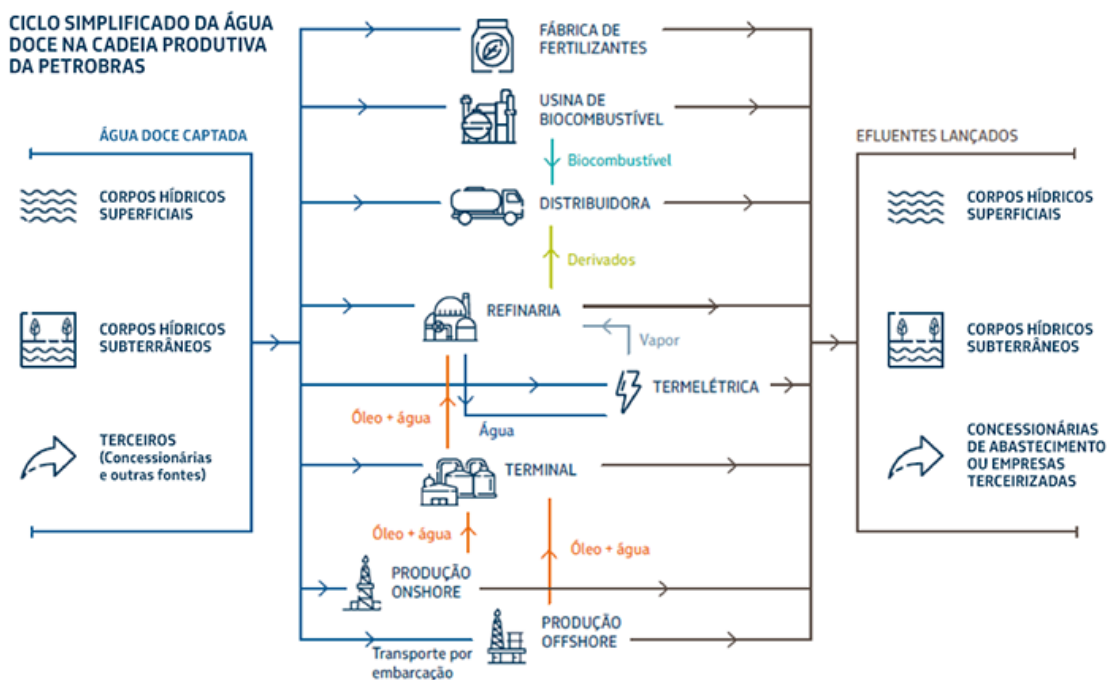 CICLO SIMPLIFICADO DA ÁGUA
DOCE NA CADEIA PRODUTIVA
DA PETROBRAS
ÁGUA DOCE CAPTADA
CORPOS HÍDRICOS
SUPERFICIAIS
CORPOS HÍDRICOS
SUBTERRÂNEOS
TERCEIROS
(Concessionárias
e outras fontes)
FÁBRICA DE
FERTILIZANTES
USINA DE
BIOCOMBUSTÍVEL
Biocombustível
DISTRIBUIDORA
Derivados
REFINARIA
Vapor
TERMELÉTRICA
Óleo + água
Água
TERMINAL
Óleo + água
Óleo + água
PRODUÇÃO
ONSHORE
PRODUÇÃO
OFFSHORE
Transporte por
embarcação
EFLUENTES LANÇADOS
CORPOS HÍDRICOS
SUPERFICIAIS
CORPOS HÍDRICOS
SUBTERRÂNEOS
CONCESSIONÁRIAS
DE ABASTECIMENTO
OU EMPRESAS
TERCEIRIZADAS